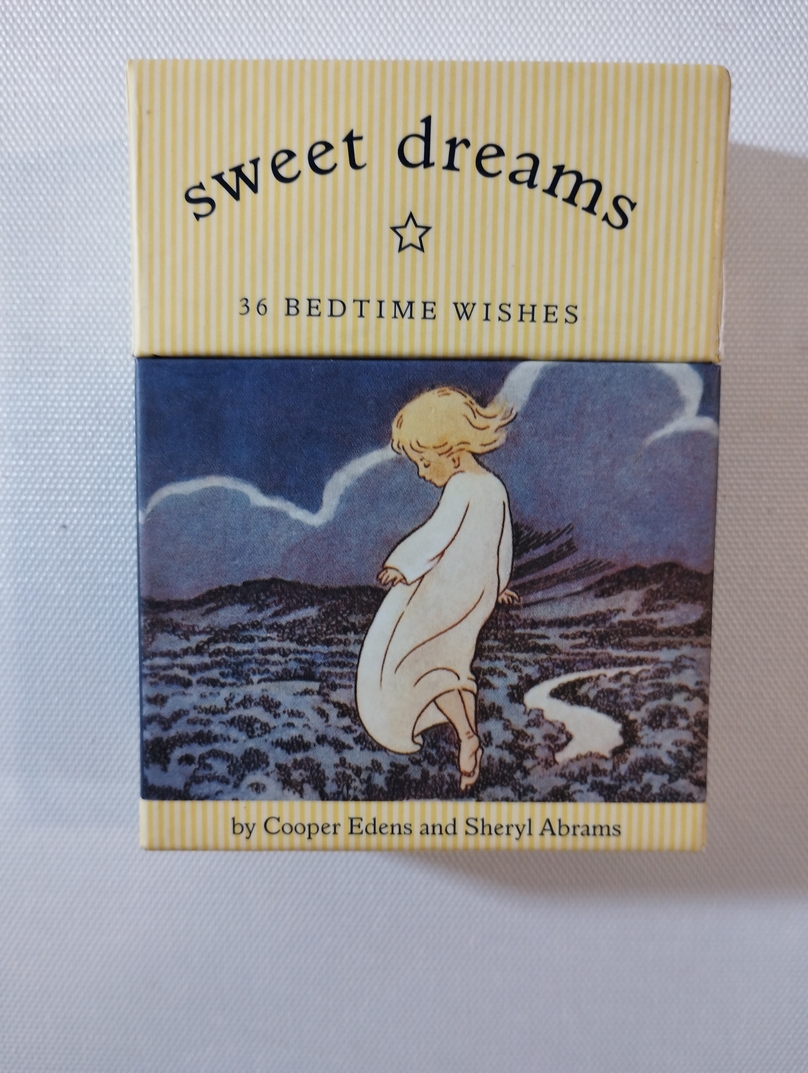 sweet dreams
36 BEDTIME WISHES
by Cooper Edens and Sheryl Abrams